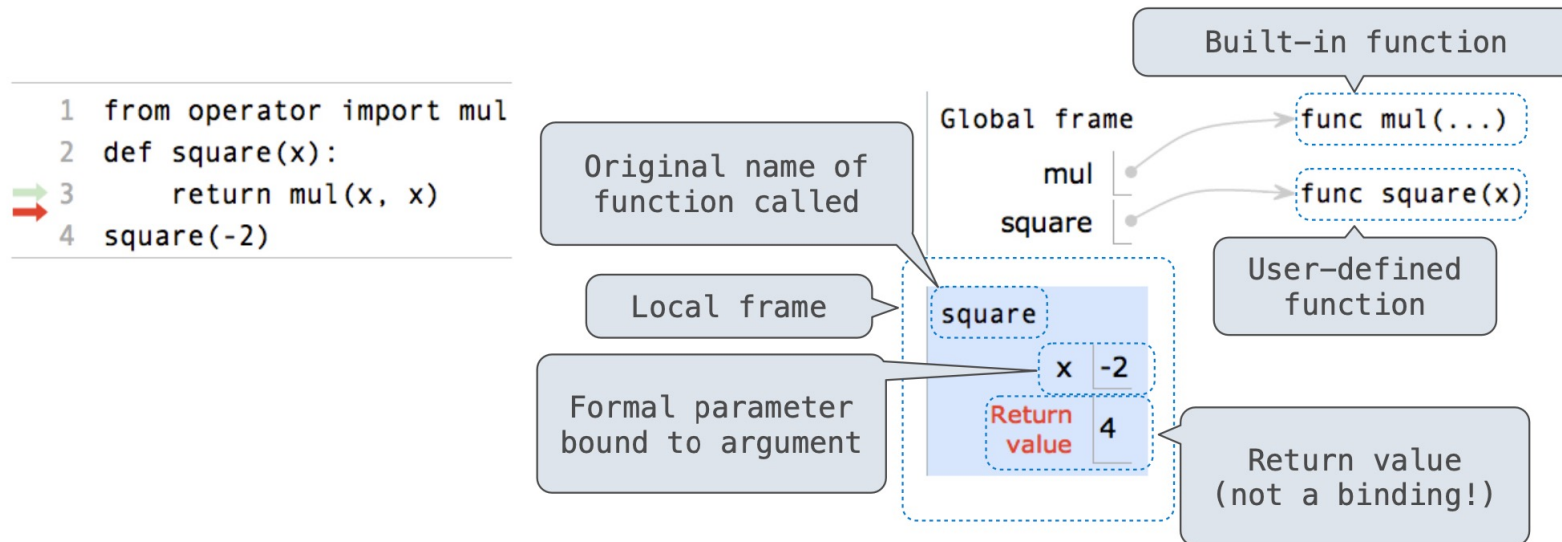 1 from operator import mul
2 def square(x):
3 return mul(x, x)
4 square(-2)
Built-in function
Global frame
func mul(...)
mul
func square(x)
square
Original name of
function called
User-defined
function
Local frame
square
x -2
Formal parameter
bound to argument
Return
value
4
Return value
(not a binding!)